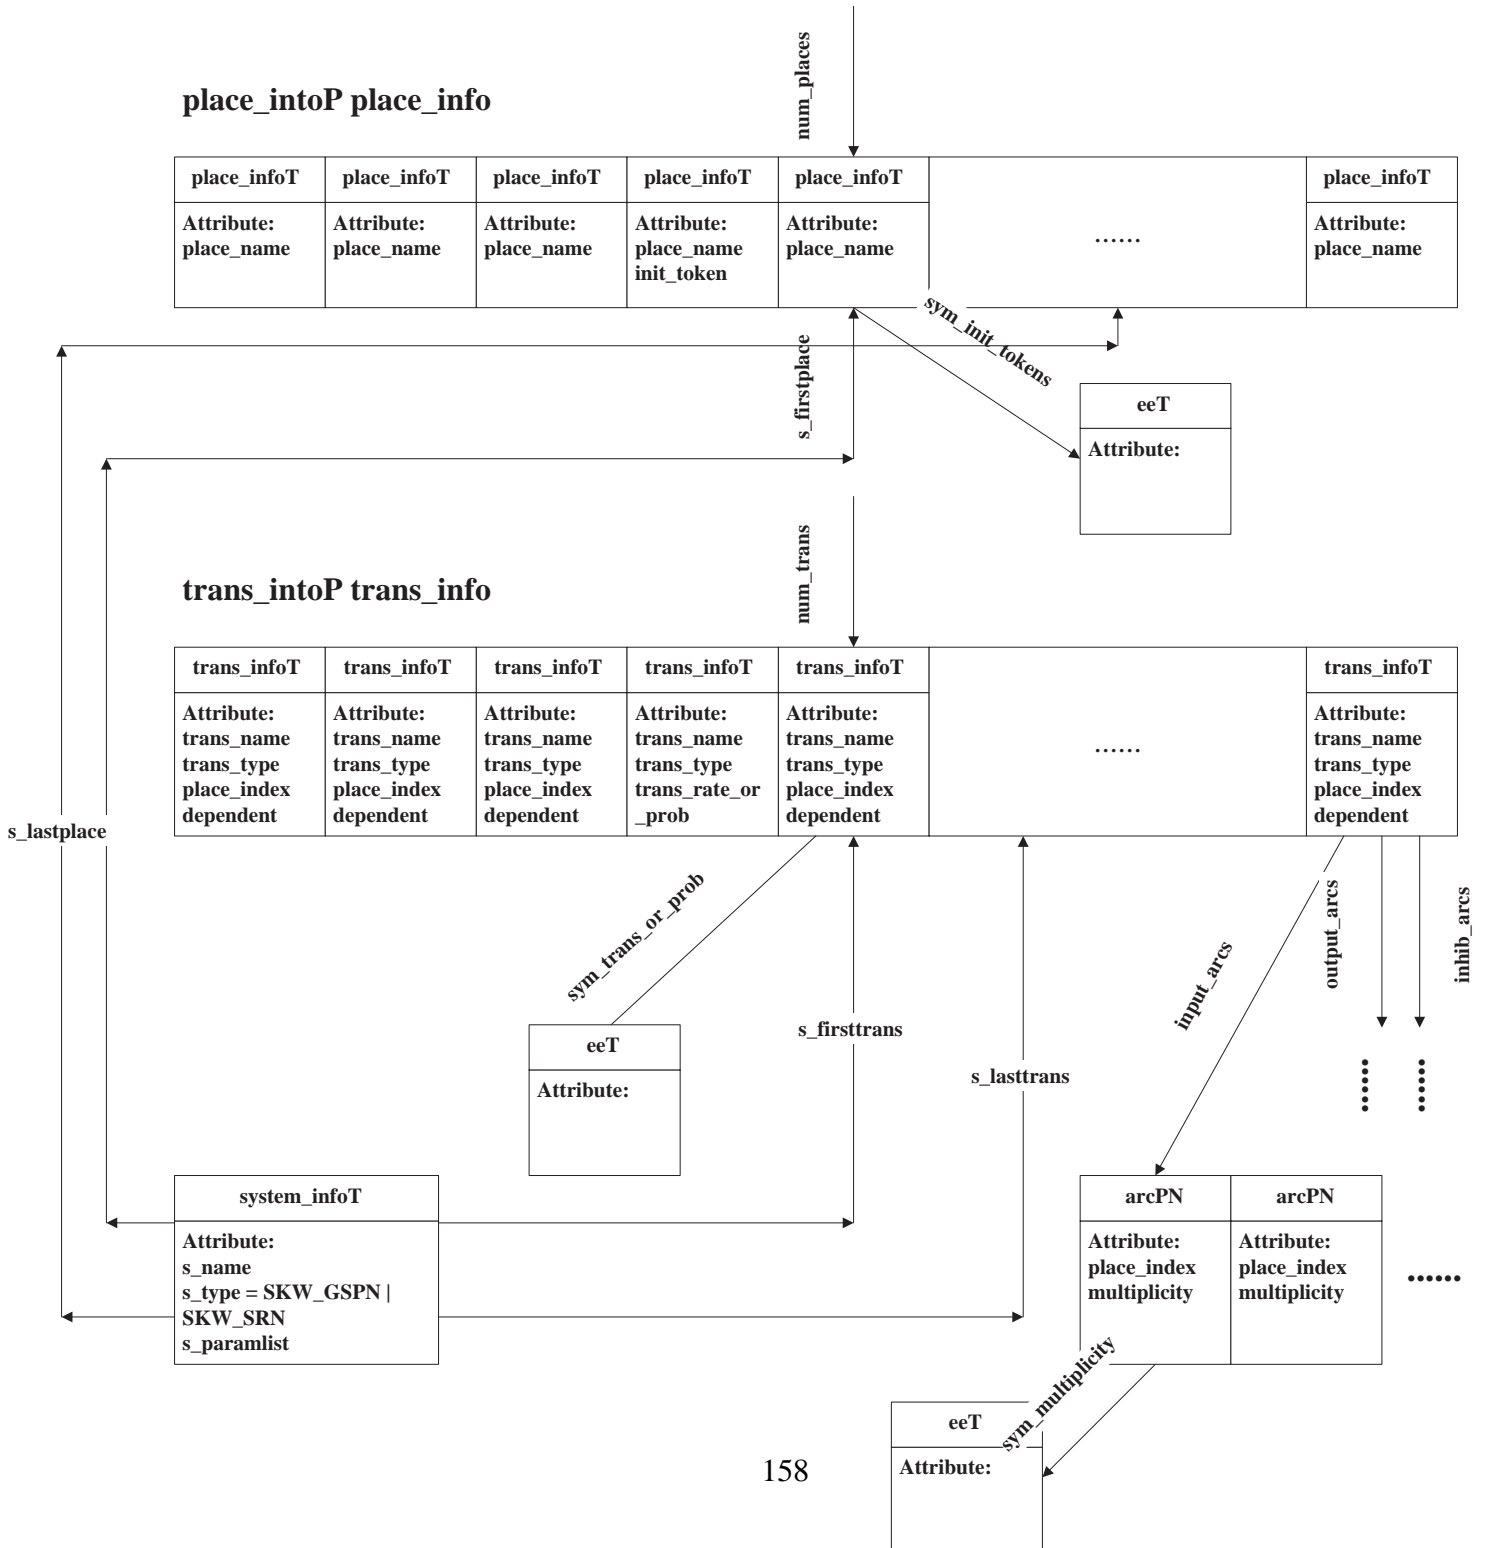 num_places
place_intoP place_info
place_infoT
place_infoT
place_infoT
place_infoT
place_infoT
place_infoT
Attribute:
place_name
Attribute:
place_name
Attribute:
place_name
Attribute:
place_name
init_token
Attribute:
place_name
......
Attribute:
place_name
sym_init_tokens
s_firstplace
eeT
Attribute:
num_trans
trans_intoP trans_info
trans_infoT
trans_infoT
trans_infoT
trans_infoT
trans_infoT
trans_infoT
Attribute:
trans_name
trans_type
place_index
dependent
Attribute:
trans_name
trans_type
place_index
dependent
Attribute:
trans_name
trans_type
place_index
dependent
Attribute:
trans_name
trans_type
trans_rate_or
_prob
Attribute:
trans_name
trans_type
place_index
dependent
......
Attribute:
trans_name
trans_type
place_index
dependent
s_lastplace
sym_trans_or_prob
output_arcs
inhib_arcs
input_arcs
eeT
Attribute:
s_firsttrans
s_lasttrans
......
......
system_infoT
Attribute:
s_name
s_type = SKW_GSPN |
SKW_SRN
s_paramlist
arcPN
arcPN
Attribute:
place_index
multiplicity
Attribute:
place_index
multiplicity
......
sym_multiplicity
eeT
Attribute:
158